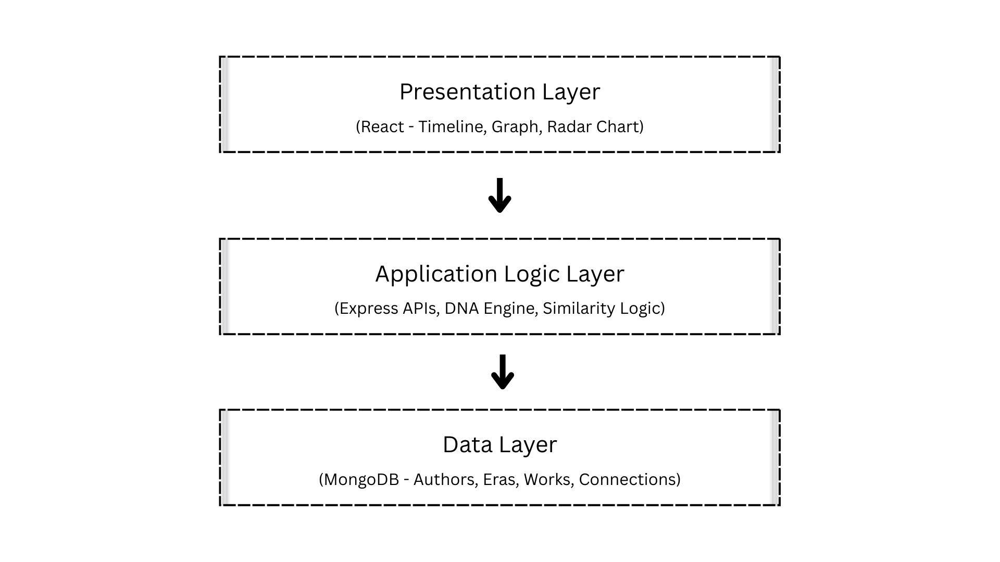 Presentation Layer
(React - Timeline, Graph, Radar Chart)
Application Logic Layer
(Express APIs, DNA Engine, Similarity Logic)
Data Layer
(MongoDB - Authors, Eras, Works, Connections)